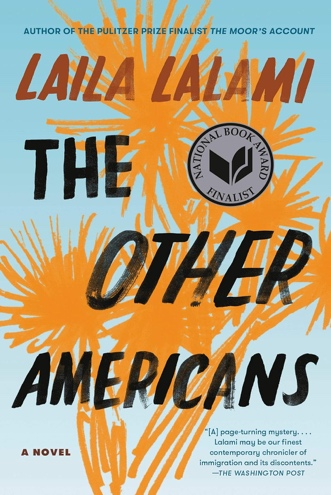 AUTHOR OF THE PULITZER PRIZE FINALIST THE MOOR'S ACCOUNT
LAILA LALAMI
THE
NATIONAL BOOK AWARD
FINALIST
OTHER
AMERICANS
A NOVEL
"[A] page-turning mystery. . . .
Lalami may be our finest
contemporary chronicler of
immigration and its discontents."
—THE WASHINGTON POST